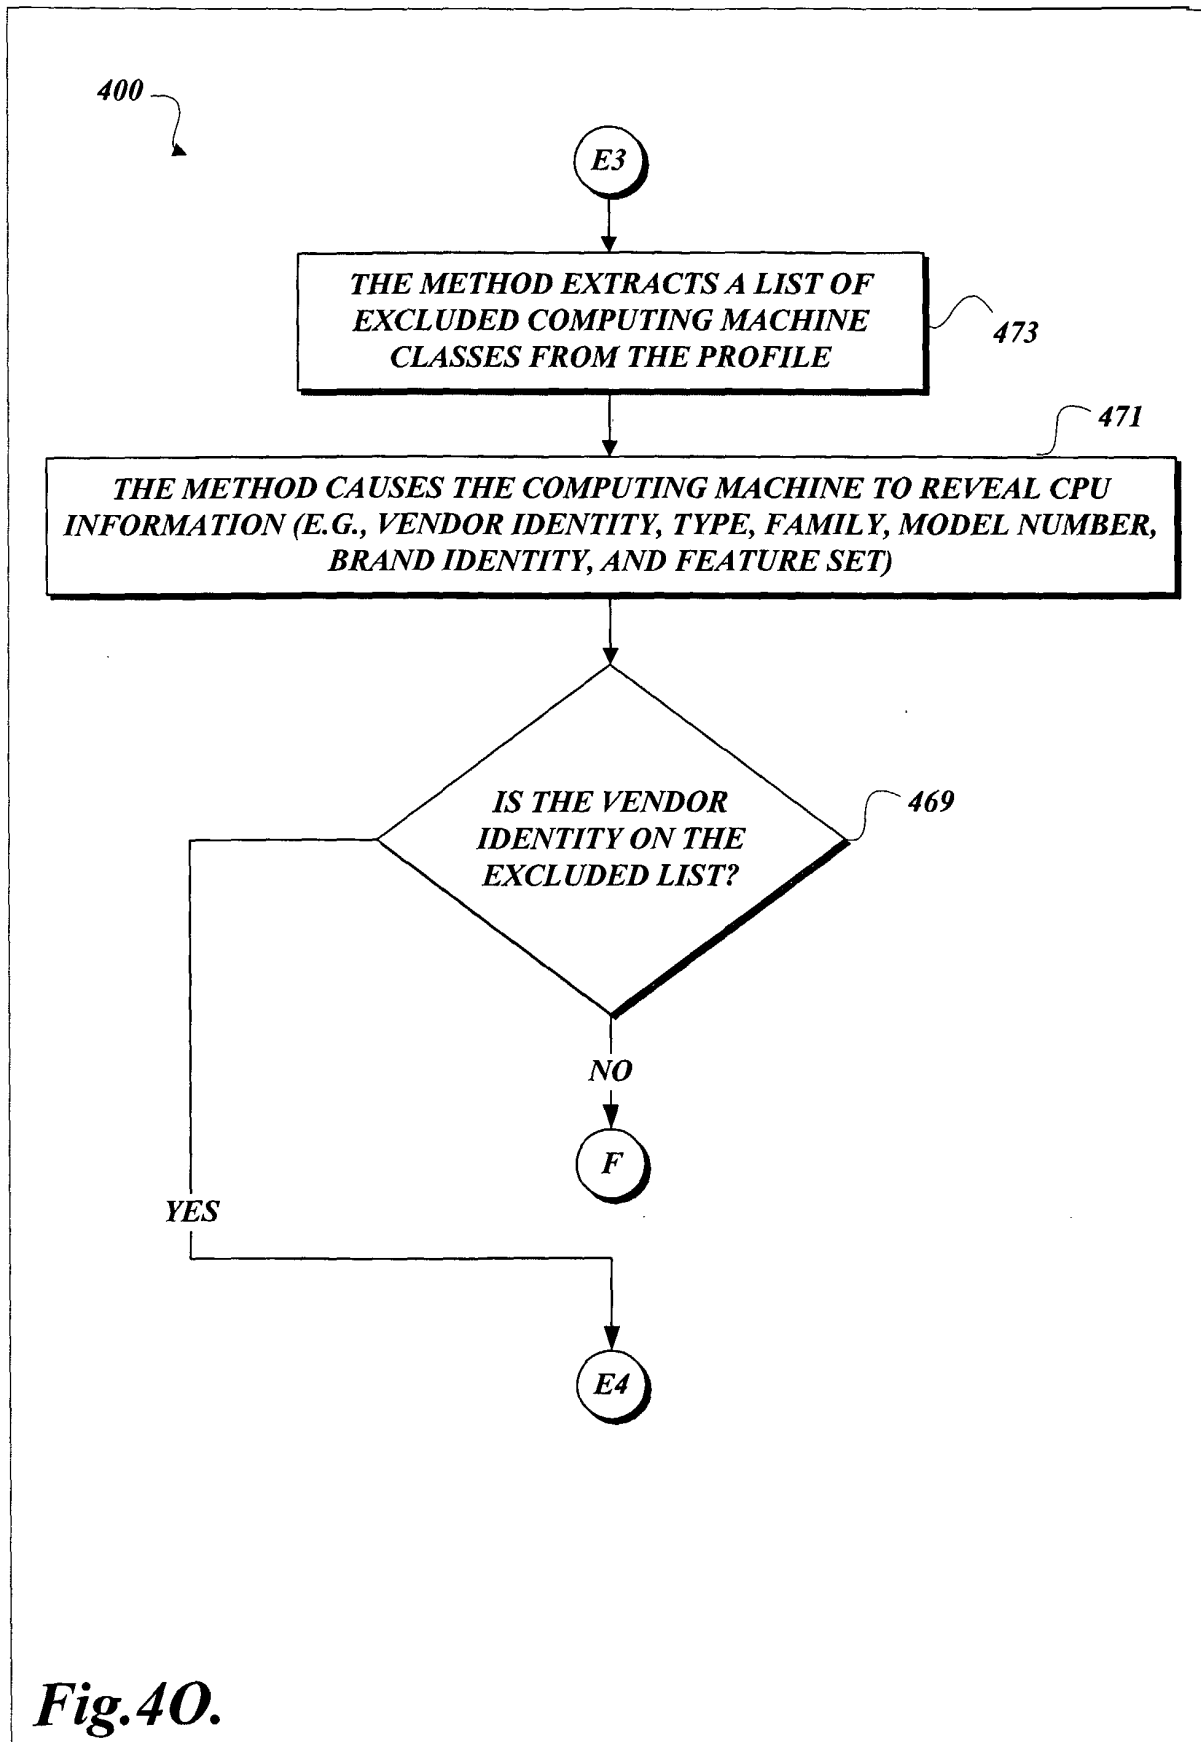 400
E3
THE METHOD EXTRACTS A LIST OF
EXCLUDED COMPUTING MACHINE
CLASSES FROM THE PROFILE
473
471
THE METHOD CAUSES THE COMPUTING MACHINE TO REVEAL CPU
INFORMATION (E.G., VENDOR IDENTITY, TYPE, FAMILY, MODEL NUMBER,
BRAND IDENTITY, AND FEATURE SET)
IS THE VENDOR
IDENTITY ON THE
EXCLUDED LIST?
469
NO
F
YES
E4
Fig.4O.